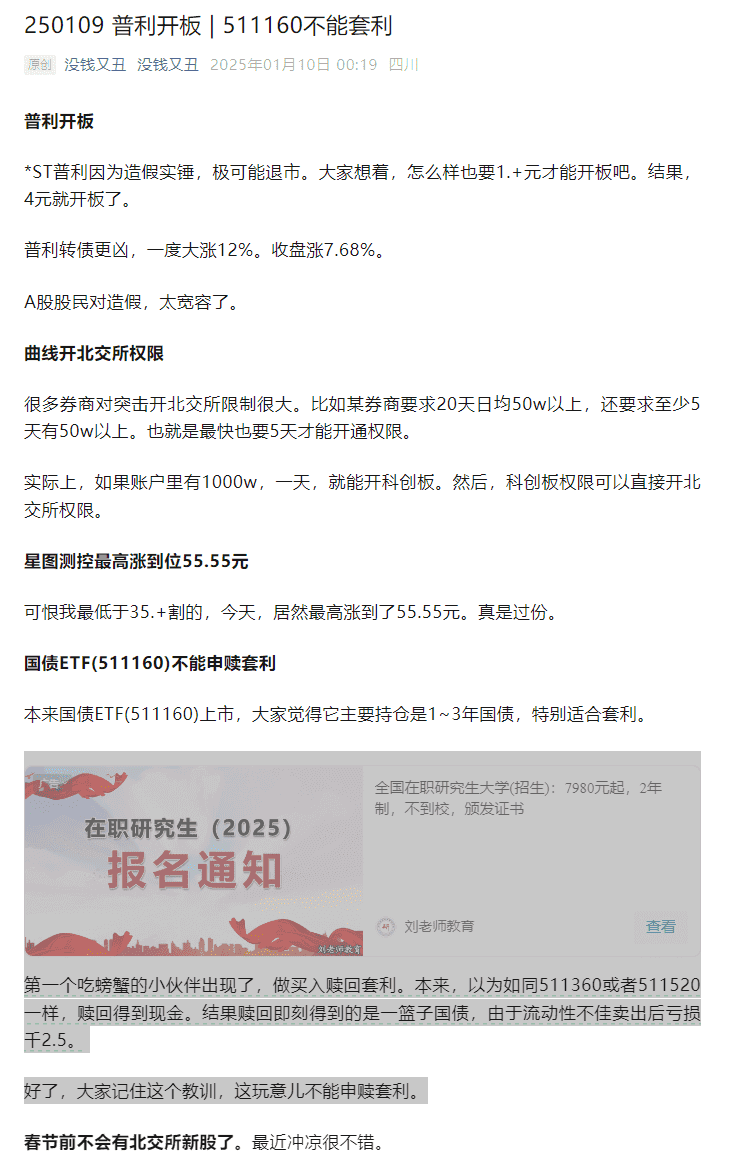 250109 普利开板 | 511160不能套利
原创 没钱又丑 没钱又丑 2025年01月10日 00:19 四川
普利开板
*ST普利因为造假实锤，极可能退市。大家想着，怎么样也要1.+元才能开板吧。结果，
4元就开板了。
普利转债更凶，一度大涨12%。收盘涨7.68%。
A股股民对造假，太宽容了。
曲线开北交所权限
很多券商对突击开北交所限制很大。比如某券商要求20天日均50w以上，还要求至少5
天有50w以上。也就是最快也要5天才能开通权限。
实际上，如果账户里有1000w，一天，就能开科创板。然后，科创板权限可以直接开北
交所权限。
星图测控最高涨到位55.55元
可恨我最低于35.+割的，今天，居然最高涨到了55.55元。真是过份。
国债ETF(511160)不能申赎套利
本来国债ETF(511160)上市，大家觉得它主要持仓是1~3年国债，特别适合套利。
广告
在职研究生（2025）
报名通知
刘老师教育
全国在职研究生大学(招生)：7980元起，2年
制，不到校，颁发证书
刘老师教育
查看
第一个吃螃蟹的小伙伴出现了，做买入赎回套利。本来，以为如同511360或者511520
一样，赎回得到现金。结果赎回即刻得到的是一篮子国债，由于流动性不佳卖出后亏损
千2.5。
好了，大家记住这个教训，这玩意儿不能申赎套利。
春节前不会有北交所新股了。最近冲凉很不错。